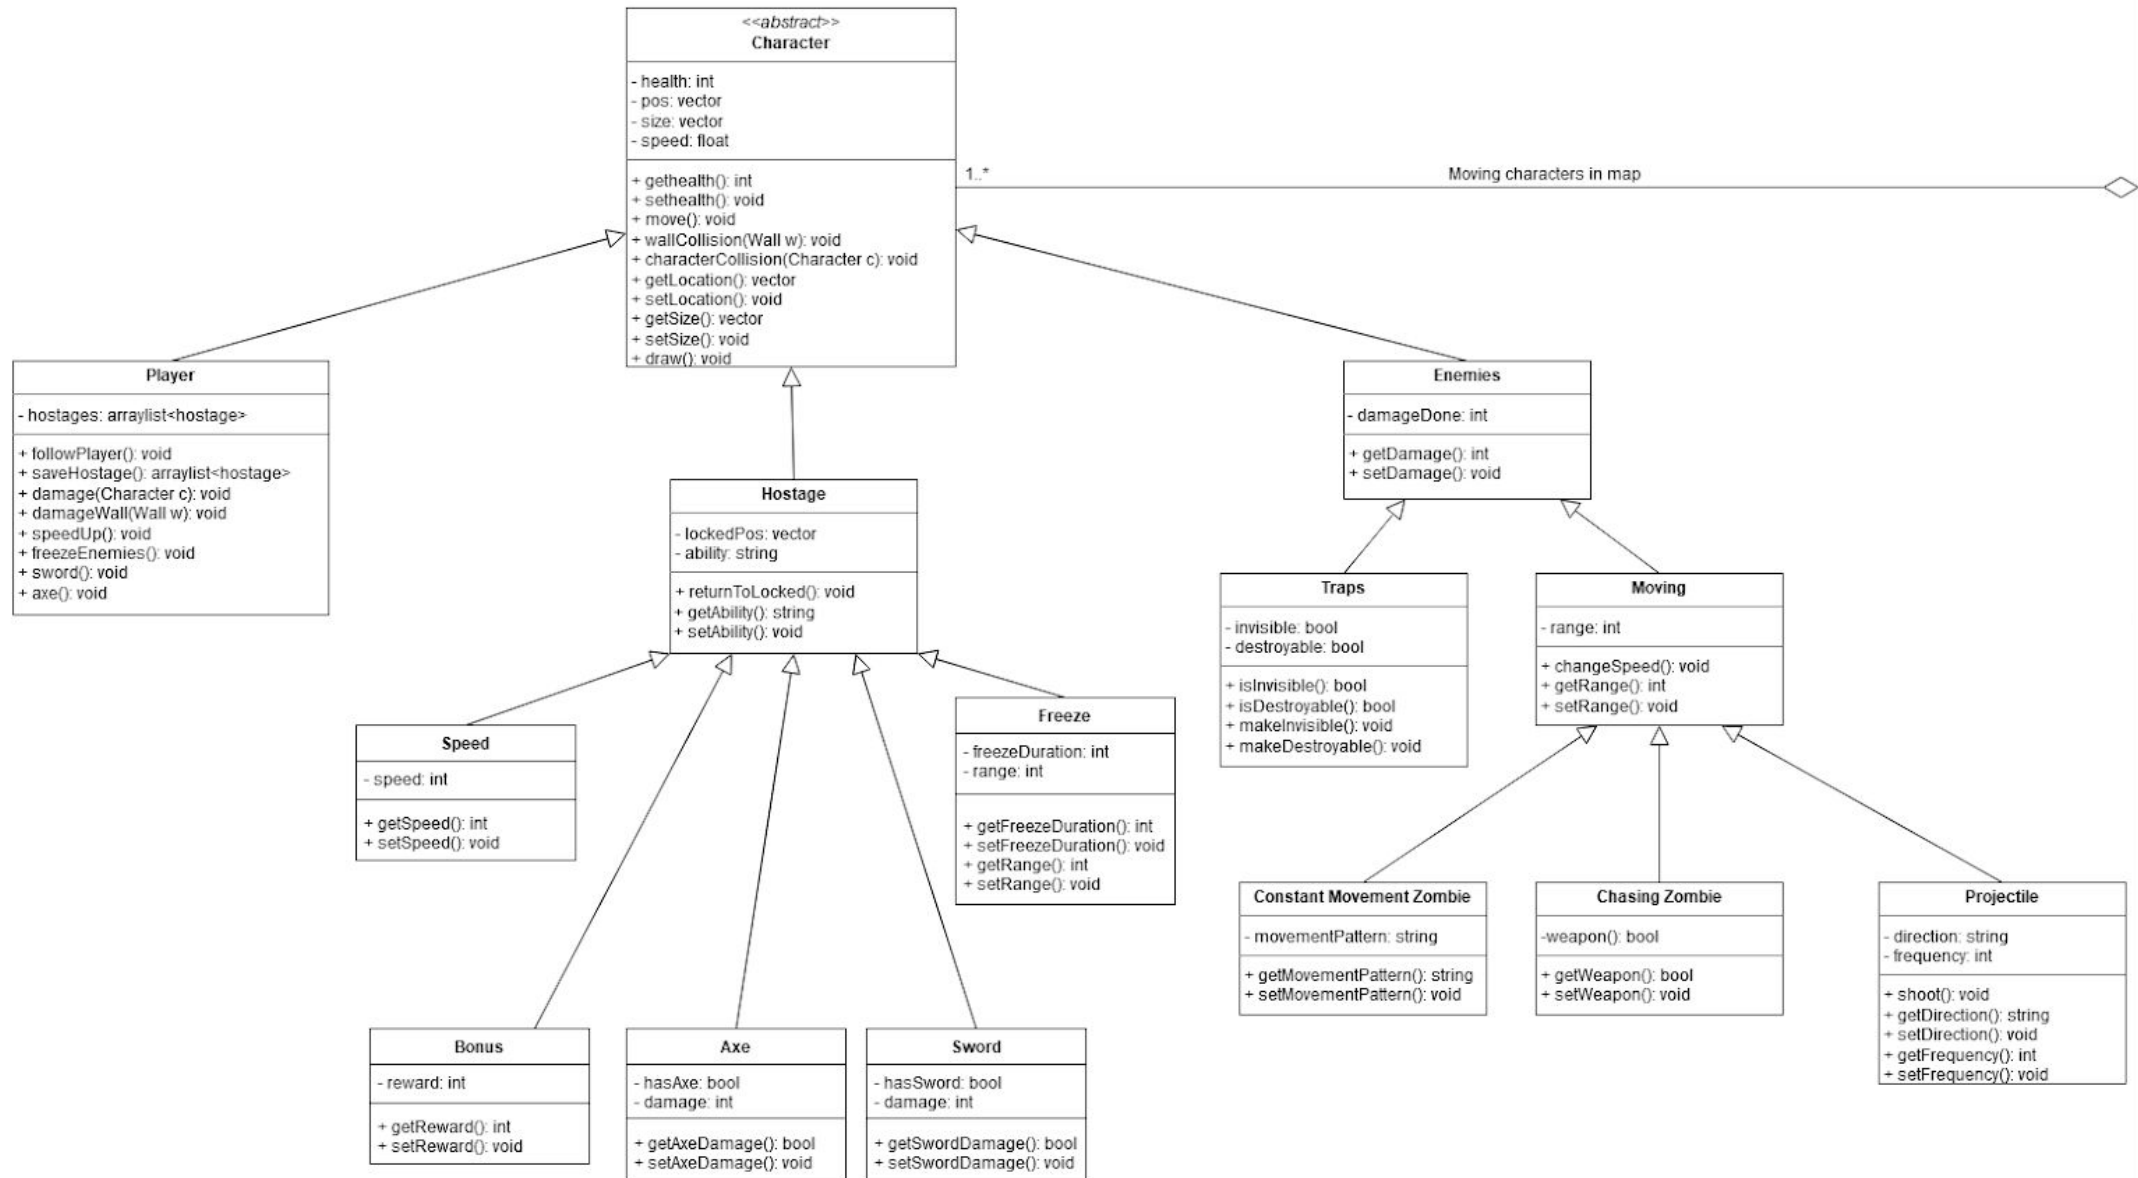 <<abstract>>
Character
- health: int
- pos: vector
- size: vector
- speed: float
+ gethealth(): int
+ sethealth(): void
+ move(): void
+ wallCollision(Wall w): void
+ characterCollision(Character c): void
+ getLocation(): vector
+ setLocation(): void
+ getSize(): vector
+ setSize(): void
+ draw(): void
1..*
Moving characters in map
Player
- hostages: arraylist<hostage>
+ followPlayer(): void
+ saveHostage(): arraylist<hostage>
+ damage(Character c): void
+ damageWall(Wall w): void
+ speedUp(): void
+ freezeEnemies(): void
+ sword(): void
+ axe(): void
Hostage
- lockedPos: vector
- ability: string
+ returnToLocked(): void
+ getAbility(): string
+ setAbility(): void
Enemies
- damageDone: int
+ getDamage(): int
+ setDamage(): void
Traps
- invisible: bool
- destroyable: bool
+ isInvisible(): bool
+ isDestroyable(): bool
+ makeInvisible(): void
+ makeDestroyable(): void
Moving
- range: int
+ changeSpeed(): void
+ getRange(): int
+ setRange(): void
Speed
- speed: int
+ getSpeed(): int
+ setSpeed(): void
Freeze
- freezeDuration: int
- range: int
+ getFreezeDuration(): int
+ setFreezeDuration(): void
+ getRange(): int
+ setRange(): void
Constant Movement Zombie
- movementPattern: string
+ getMovementPattern(): string
+ setMovementPattern(): void
Chasing Zombie
-weapon(): bool
+ getWeapon(): bool
+ setWeapon(): void
Projectile
- direction: string
- frequency: int
+ shoot(): void
+ getDirection(): string
+ setDirection(): void
+ getFrequency(): int
+ setFrequency(): void
Bonus
- reward: int
+ getReward(): int
+ setReward(): void
Axe
- hasAxe: bool
- damage: int
+ getAxeDamage(): bool
+ setAxeDamage(): void
Sword
- hasSword: bool
- damage: int
+ getSwordDamage(): bool
+ setSwordDamage(): void